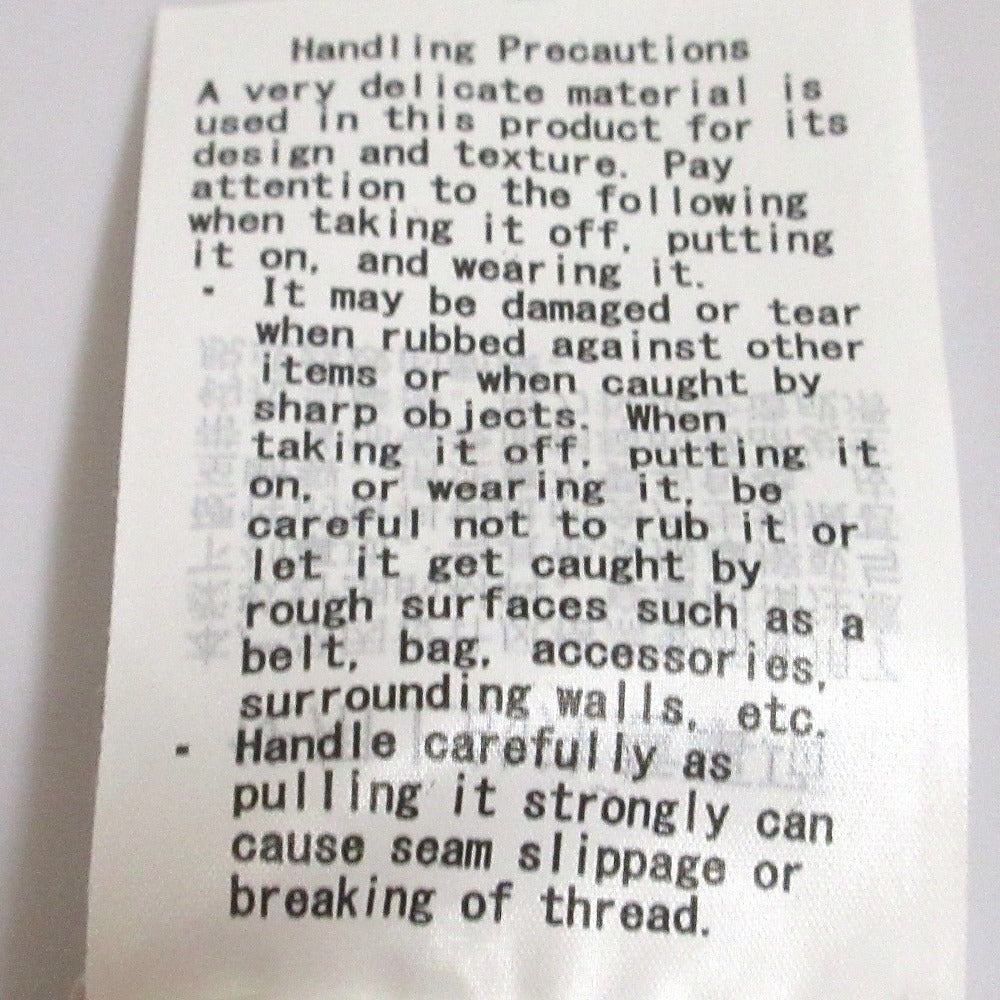 Handling Precautions
A very delicate material is
used in this product for its
design and texture. Pay
attention to the following
when taking it off, putting
it on, and wearing it.
- It may be damaged or tear
when rubbed against other
items or when caught by
sharp objects. When
taking it off, putting it
on, or wearing it, be
careful not to rub it or
let it get caught by
rough surfaces such as a
belt, bag, accessories,
surrounding walls, etc.
- Handle carefully as
pulling it strongly can
cause seam slippage or
breaking of thread.